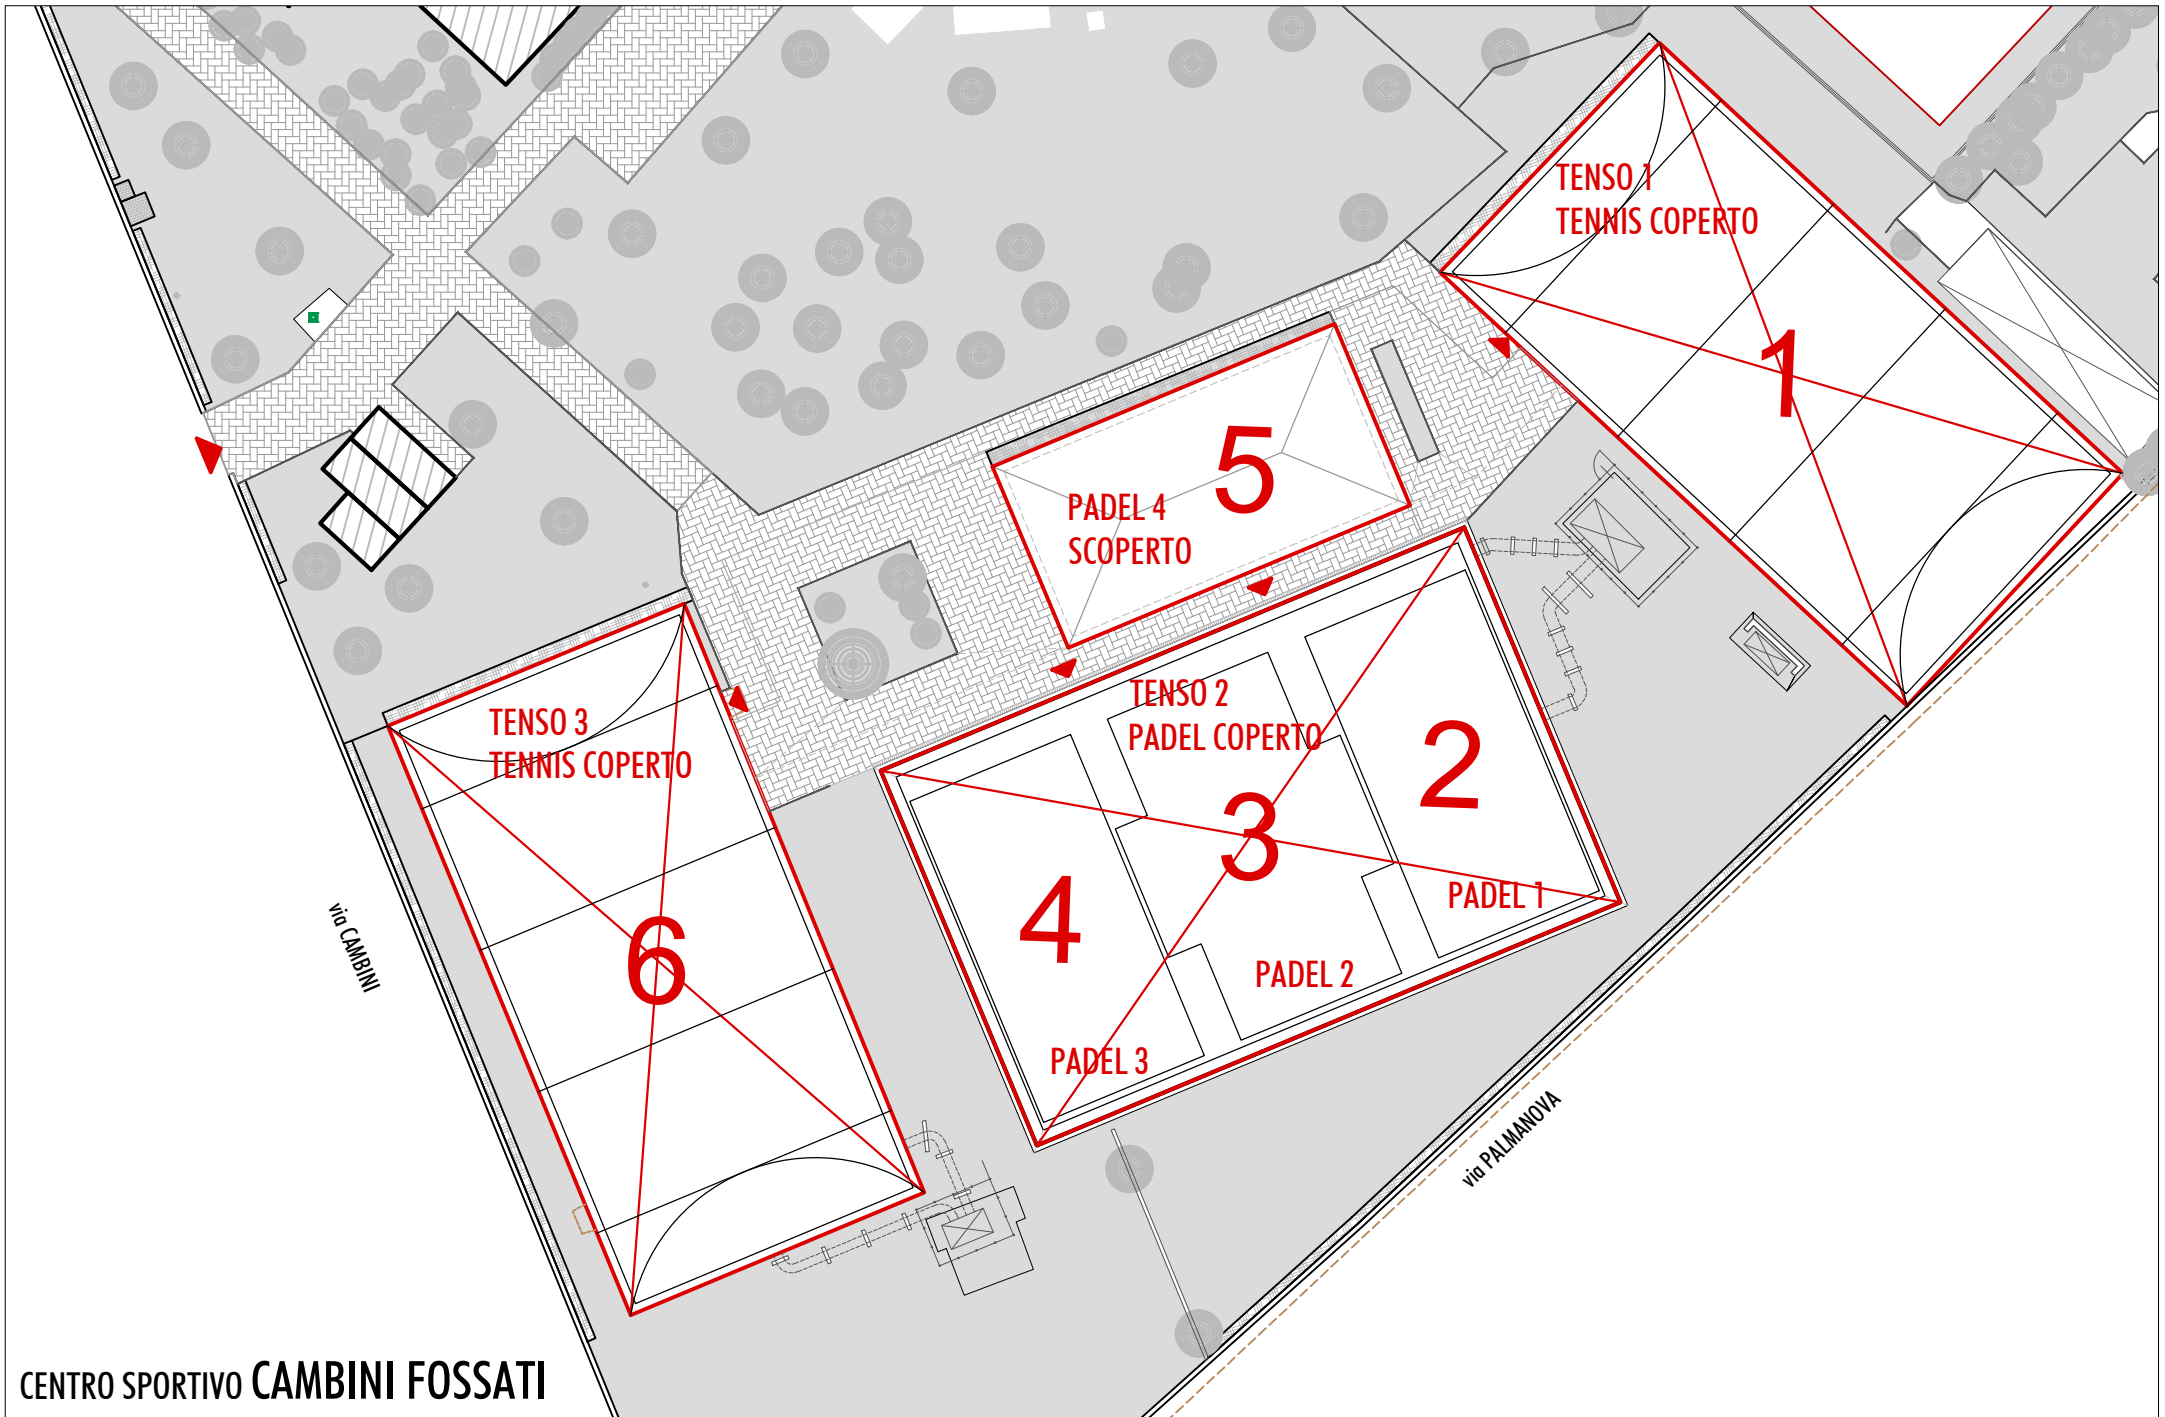 TENSO 1
TENNIS COPERTO
1
5
PADEL 4
SCOPERTO
TENSO 2
PADEL COPERTO
2
3
4
PADEL 1
PADEL 2
PADEL 3
TENSO 3
TENNIS COPERTO
6
via CAMBINI
via PALMANOVA
CENTRO SPORTIVO CAMBINI FOSSATI